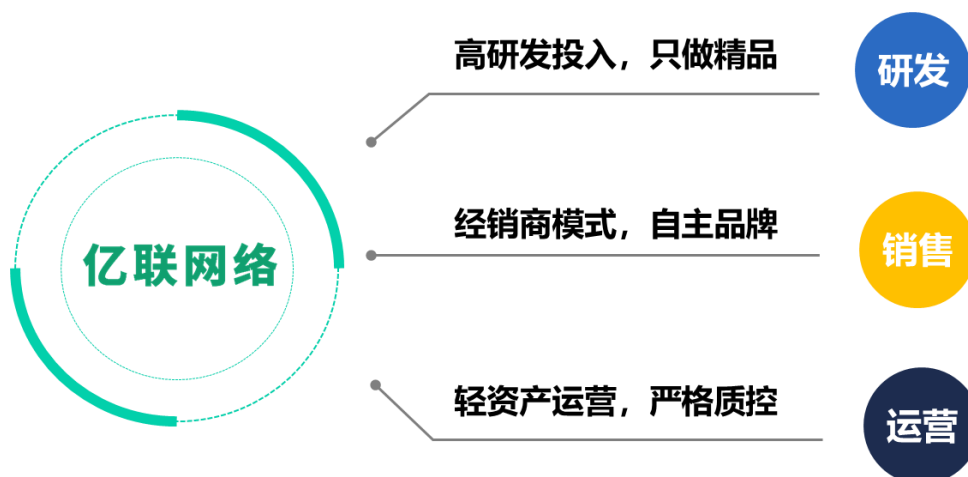 高研发投入，只做精品
研发
经销商模式，自主品牌
销售
亿联网络
轻资产运营，严格质控
运营